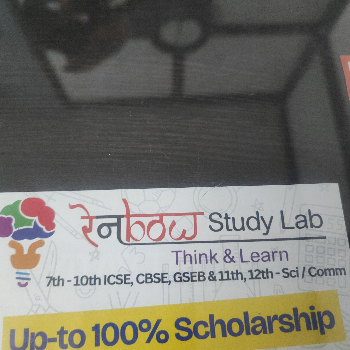 रेनbow Study Lab
Think & Learn
7th - 10th ICSE, CBSE, GSEB & 11th, 12th - Sci / Comm
Up-to 100% Scholarship